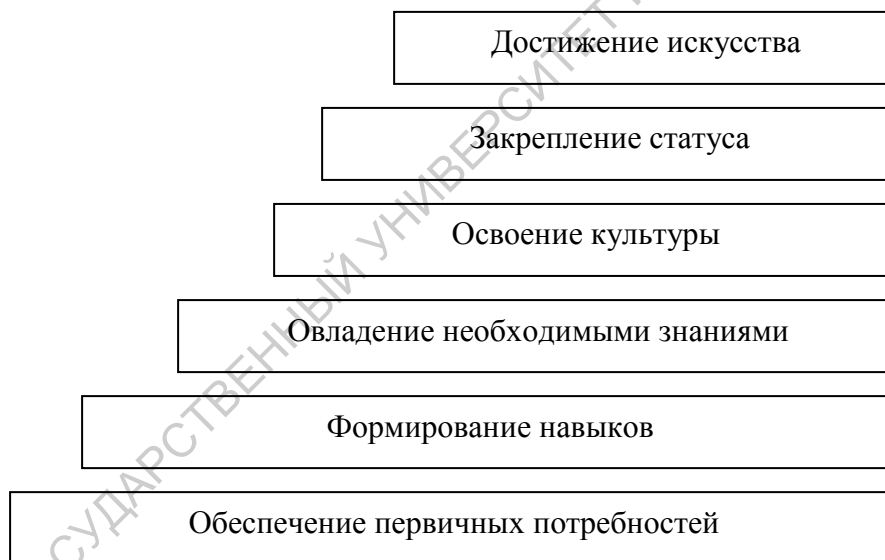 Достижение искусства
Закрепление статуса
Освоение культуры
Овладение необходимыми знаниями
Формирование навыков
Обеспечение первичных потребностей